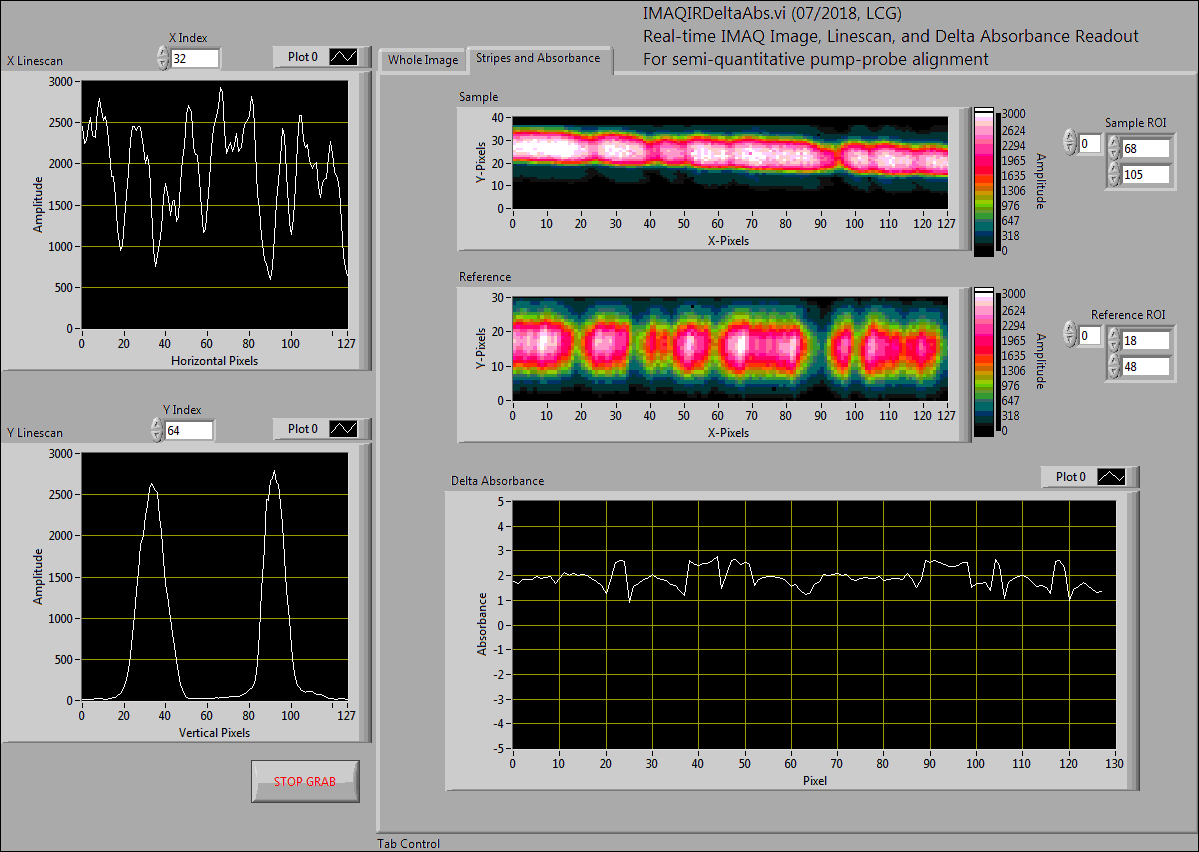 IMAQIRDeltaAbs.vi (07/2018, LCG)
Real-time IMAQ Image, Linescan, and Delta Absorbance Readout
For semi-quantitative pump-probe alignment
X Index
32
X Linescan
Plot 0
Amplitude
3000
2500
2000
1500
1000
500
0
0 20 40 60 80 100 127
Horizontal Pixels
Y Index
64
Y Linescan
Plot 0
Amplitude
3000
2500
2000
1500
1000
500
0
0 20 40 60 80 100 127
Vertical Pixels
STOP GRAB
Whole Image
Stripes and Absorbance
Sample
Y-Pixels
40
30
20
10
0
0 10 20 30 40 50 60 70 80 90 100 110 120 127
X-Pixels
3000
2624
2294
1965
1635
1306
976
647
318
0
Amplitude
Sample ROI
0
68
105
Reference
Y-Pixels
30
20
10
0
0 10 20 30 40 50 60 70 80 90 100 110 120 127
X-Pixels
3000
2624
2294
1965
1635
1306
976
647
318
0
Amplitude
Reference ROI
0
18
48
Delta Absorbance
Plot 0
Absorbance
5
4
3
2
1
0
-1
-2
-3
-4
-5
0 10 20 30 40 50 60 70 80 90 100 110 120 130
Pixel
Tab Control